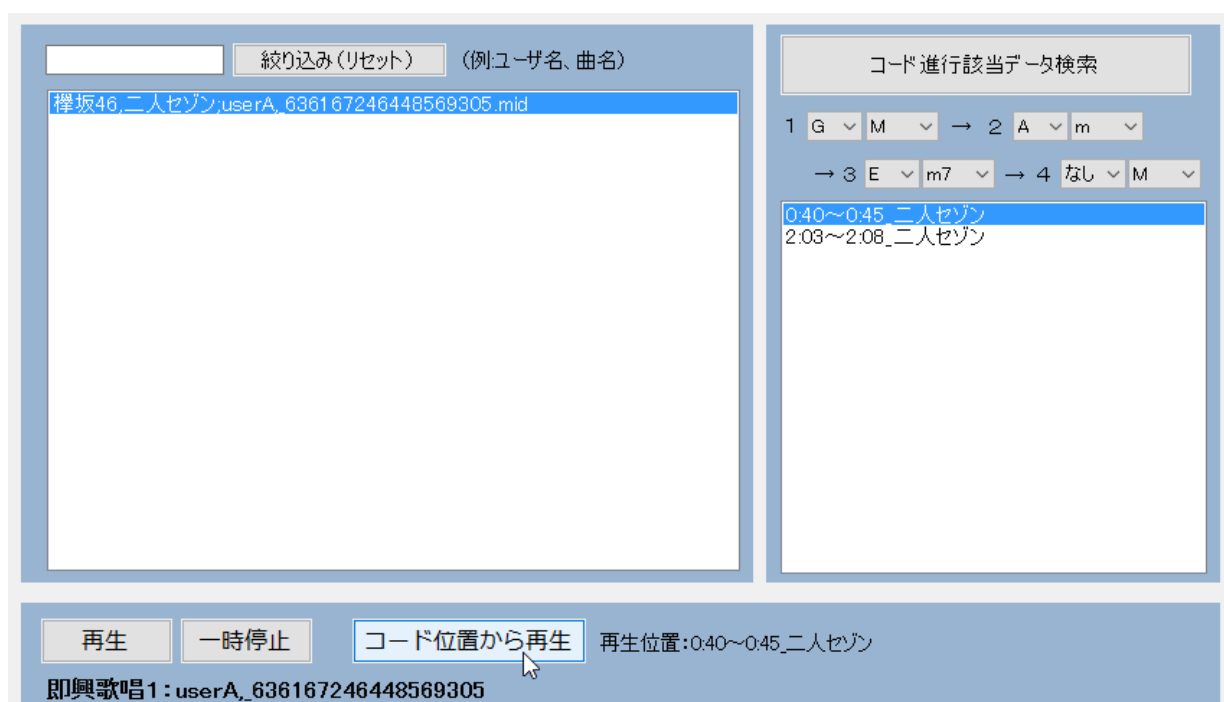 絞り込み(リセット) (例:ユーザ名、曲名)
欅坂46,二人セゾン;userA,_636167246448569305.mid
コード進行該当データ検索
1 G M → 2 A m
→ 3 E m7 → 4 なし M
0:40～0:45_二人セゾン
2:03～2:08_二人セゾン
再生 一時停止 コード位置から再生 再生位置:0:40～0:45_二人セゾン
即興歌唱1:userA,_636167246448569305